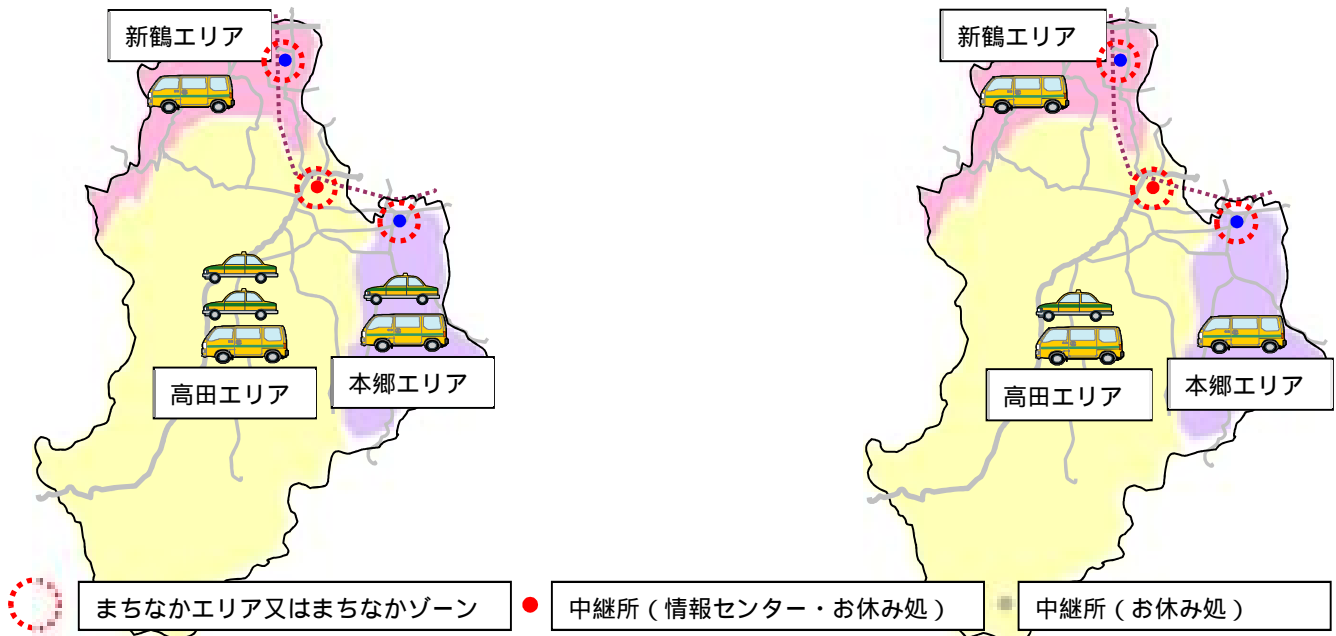 新鶴エリア
新鶴エリア
高田エリア
本郷エリア
高田エリア
本郷エリア
まちなかエリア又はまちなかゾーン
中継所（情報センター・お休み処）
中継所（お休み処）